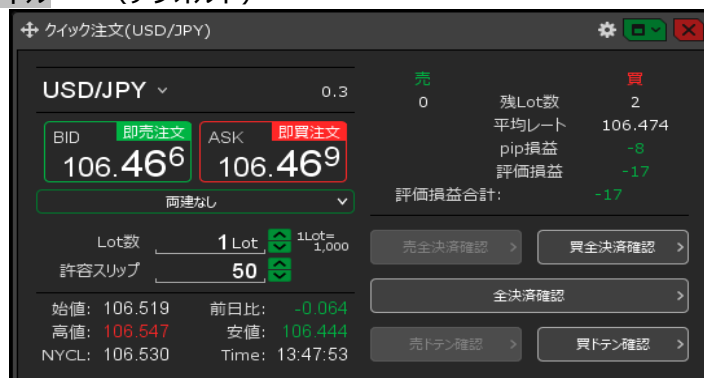 クイック注文(USD/JPY)
USD/JPY 0.3
BID 即売注文 ASK 即買注文
106.466 106.469
両建なし
Lot数 1 Lot 1Lot=1,000
許容スリップ 50
始値: 106.519 前日比: -0.064
高値: 106.547 安値: 106.444
NYCL: 106.530 Time: 13:47:53
売 買
0 残Lot数 2
平均レート 106.474
pip損益 -8
評価損益 -17
評価損益合計: -17
売全決済確認 買全決済確認
全決済確認
売ドテン確認 買ドテン確認